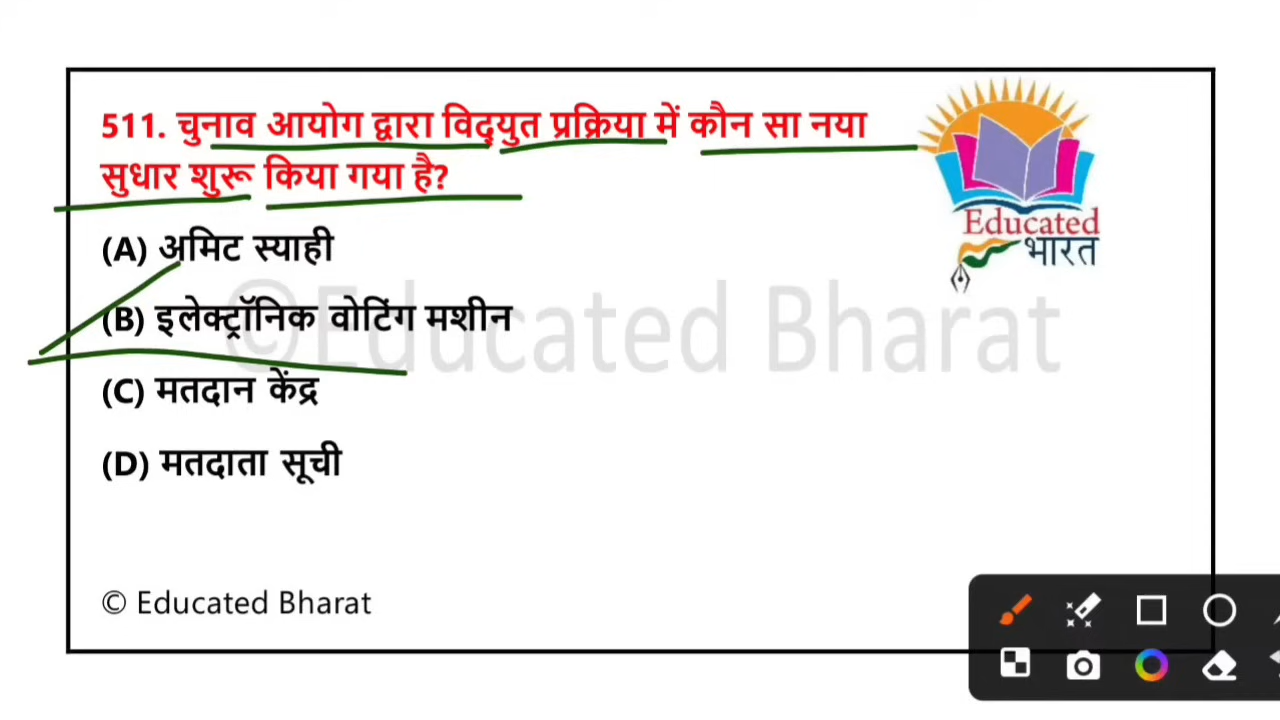 511. चुनाव आयोग द्वारा विद्युत प्रक्रिया में कौन सा नया
सुधार शुरू किया गया है?
(A) अमिट स्याही
(B) इलेक्ट्रॉनिक वोटिंग मशीन
(C) मतदान केंद्र
(D) मतदाता सूची
Educated
भारत
©Educated Bharat
© Educated Bharat